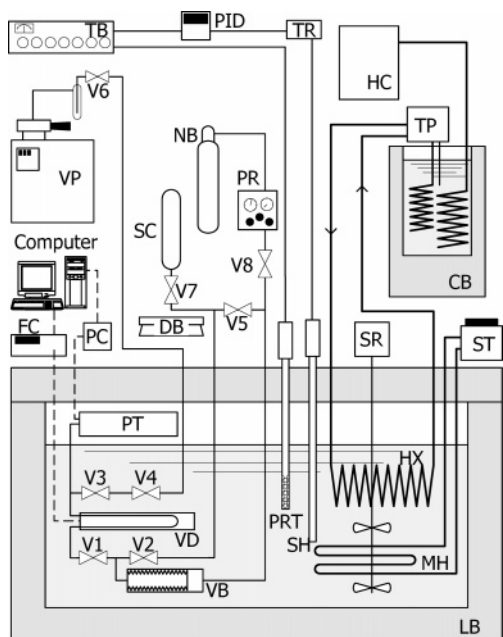 TB
PID
TR
HC
V6
NB
TP
VP
PR
SC
Computer
V8
V7
CB
DB
V5
FC
PC
SR
ST
PT
HX
V3
V4
PRT
VD
SH
V1
V2
MH
VB
LB